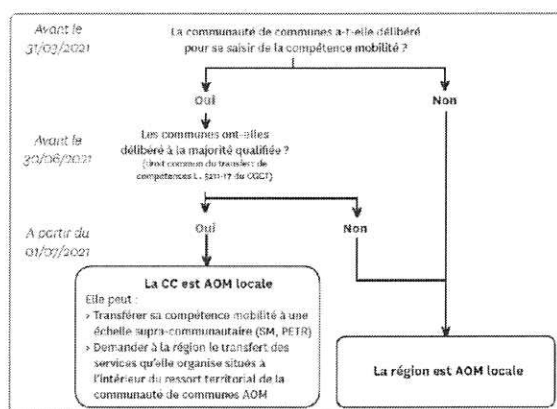 Avant le
31/03/2021
La communauté de communes a-t-elle délibéré
pour se saisir de la compétence mobilité ?
Oui
Non
Avant le
30/06/2021
Les communes ont-elles
délibéré à la majorité qualifiée ?
(droit commun du transfert de
compétences L. 5211-17 du CGCT)
Oui
Non
A partir du
01/07/2021
La CC est AOM locale
Elle peut :
› Transférer sa compétence mobilité à une
échelle supra-communautaire (SM, PETR)
› Demander à la région le transfert des
services qu'elle organise situés à
l'intérieur du ressort territorial de la
communauté de communes AOM
La région est AOM locale